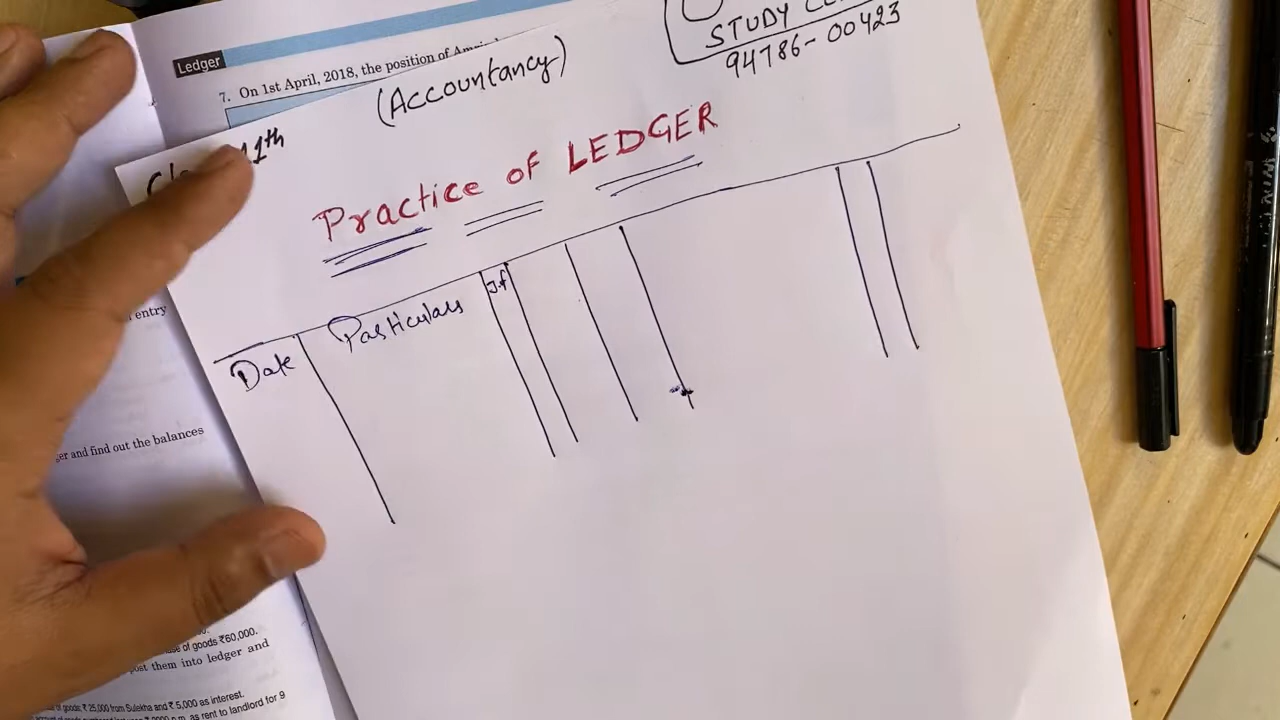 Ledger
7. On 1st April, 2018, the position of
(Accountancy)
STUDY
94786-00423
11th
Practice of LEDGER
Date
Particulars
J.f
entry
and find out the balances
of goods ₹60,000.
post them into ledger and
of goods ₹ 25,000 from Sulekha and ₹ 5,000 as interest.
as rent to landlord for 9